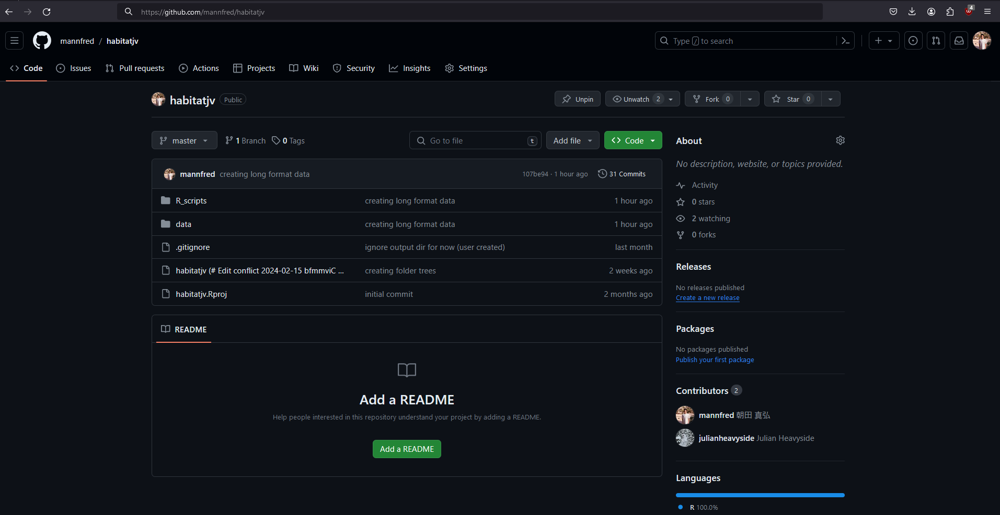 https://github.com/mannfred/habitatjv
4
mannfred / habitatjv
Type / to search
Code Issues Pull requests Actions Projects Wiki Security Insights Settings
habitatjv Public
Unpin Unwatch 2 Fork 0 Star 0
master 1 Branch 0 Tags
Go to file t Add file Code
mannfred creating long format data 107be94 · 1 hour ago 31 Commits
R_scripts creating long format data 1 hour ago
data creating long format data 1 hour ago
.gitignore ignore output dir for now (user created) last month
habitatjv (# Edit conflict 2024-02-15 bfmmviC ... creating folder trees 2 weeks ago
habitatjv.Rproj initial commit 2 months ago
README
Add a README
Help people interested in this repository understand your project by adding a README.
Add a README
About
No description, website, or topics provided.
Activity
0 stars
2 watching
0 forks
Releases
No releases published
Create a new release
Packages
No packages published
Publish your first package
Contributors 2
mannfred 朝田 真弘
julianheavyside Julian Heavyside
Languages
R 100.0%